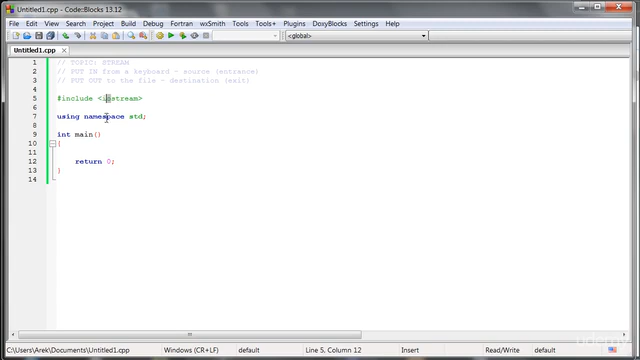 Untitled1.cpp - Code::Blocks 13.12
File Edit View Search Project Build Debug Fortran wxSmith Tools Tools+ Plugins DoxyBlocks Settings Help
<global>
Untitled1.cpp
1 // TOPIC: STREAM
2 // PUT IN from a keyboard - source (entrance)
3 // PUT OUT to the file - destination (exit)
4
5 #include <iostream>
6
7 using namespace std;
8
9 int main()
10 {
11
12 return 0;
13 }
14
C:\Users\Arek\Documents\Untitled1.cpp Windows (CR+LF) default Line 5, Column 12 Insert Read/Write default
udemy